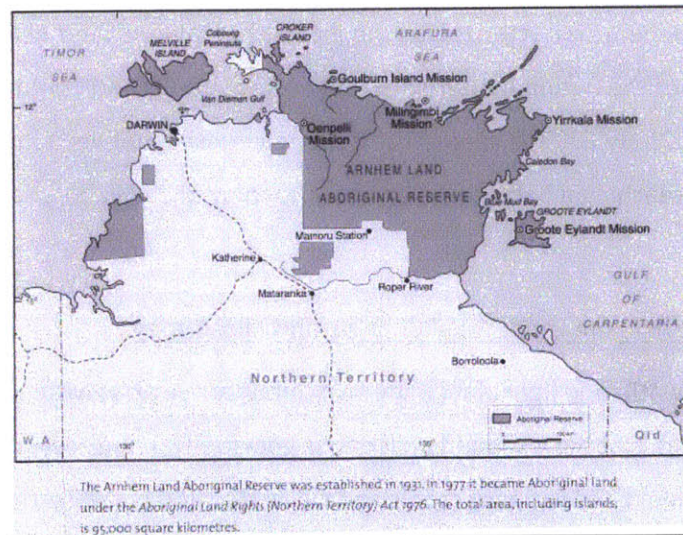 TIMOR
SEA
MELVILLE
ISLAND
Cobourg
Peninsula
CROKER
ISLAND
ARAFURA
SEA
Goulburn Island Mission
Van Dieman Gulf
12°
DARWIN
Oenpelli
Mission
Milingimbi
Mission
Yirrkala Mission
ARNHEM LAND
ABORIGINAL RESERVE
Caledon Bay
Blue Mud Bay
GROOTE EYLANDT
Groote Eylandt Mission
Mainoru Station
Katherine
Mataranka
Roper River
GULF
OF
CARPENTARIA
Borroloola
Northern Territory
Aboriginal Reserve
W.A.
Qld
The Arnhem Land Aboriginal Reserve was established in 1931. In 1977 it became Aboriginal land
under the Aboriginal Land Rights (Northern Territory) Act 1976. The total area, including islands,
is 95,000 square kilometres.